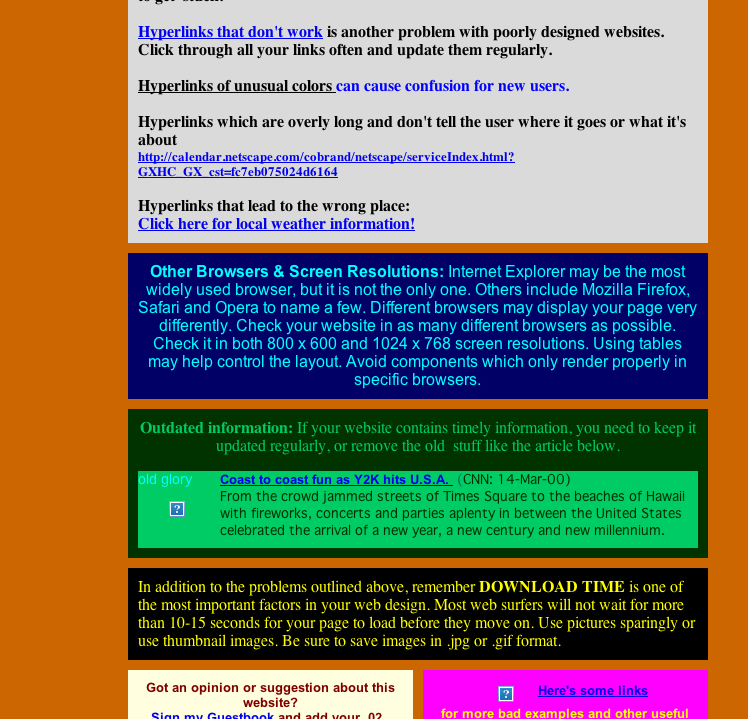 Hyperlinks that don't work is another problem with poorly designed websites.
Click through all your links often and update them regularly.
Hyperlinks of unusual colors can cause confusion for new users.
Hyperlinks which are overly long and don't tell the user where it goes or what it's
about
http://calendar.netscape.com/cobrand/netscape/serviceIndex.html?
GXHC_GX_cst=fc7eb075024d6164
Hyperlinks that lead to the wrong place:
Click here for local weather information!
Other Browsers & Screen Resolutions: Internet Explorer may be the most
widely used browser, but it is not the only one. Others include Mozilla Firefox,
Safari and Opera to name a few. Different browsers may display your page very
differently. Check your website in as many different browsers as possible.
Check it in both 800 x 600 and 1024 x 768 screen resolutions. Using tables
may help control the layout. Avoid components which only render properly in
specific browsers.
Outdated information: If your website contains timely information, you need to keep it
updated regularly, or remove the old stuff like the article below.
old glory
Coast to coast fun as Y2K hits U.S.A. (CNN: 14-Mar-00)
From the crowd jammed streets of Times Square to the beaches of Hawaii
with fireworks, concerts and parties aplenty in between the United States
celebrated the arrival of a new year, a new century and new millennium.
In addition to the problems outlined above, remember DOWNLOAD TIME is one of
the most important factors in your web design. Most web surfers will not wait for more
than 10-15 seconds for your page to load before they move on. Use pictures sparingly or
use thumbnail images. Be sure to save images in .jpg or .gif format.
Got an opinion or suggestion about this
website?
Sign my Guestbook and add your .02
Here's some links
for more bad examples and other useful